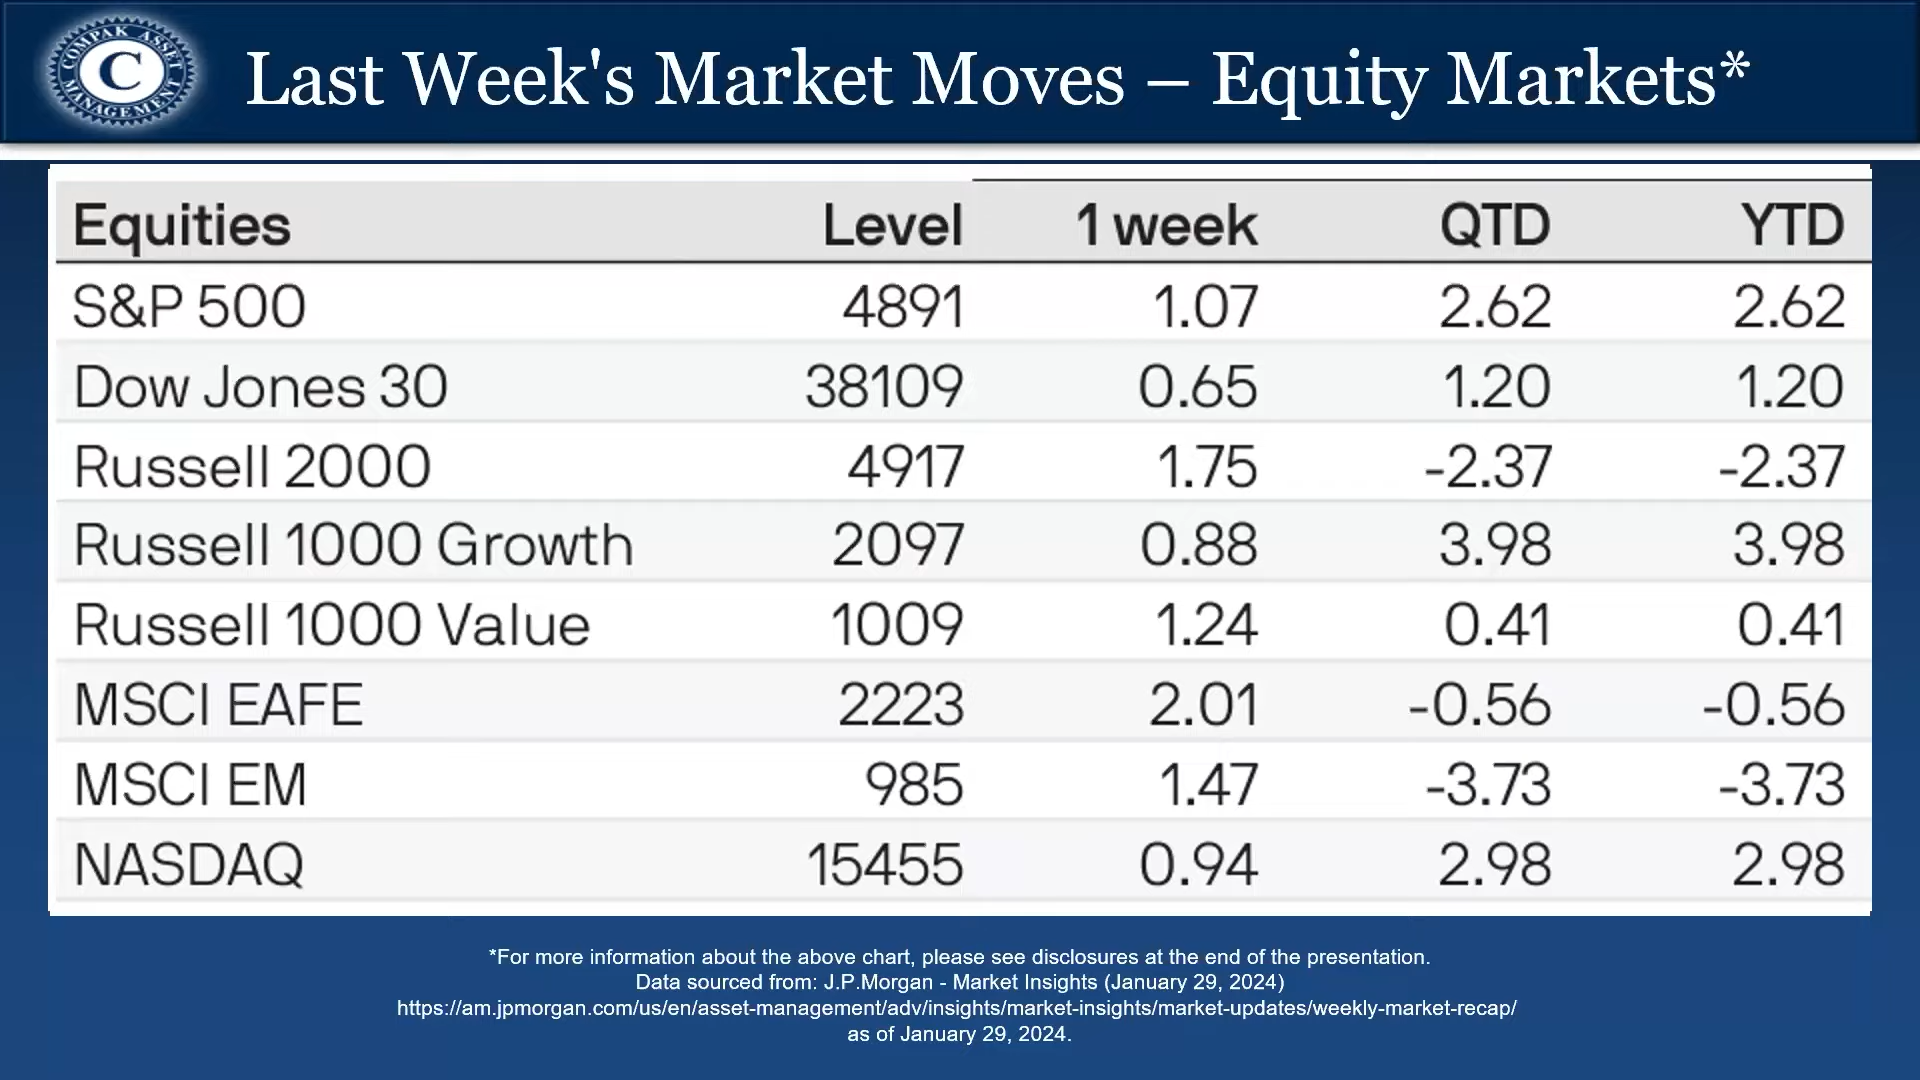 COMPAK ASSET
C
MANAGEMENT
Last Week's Market Moves – Equity Markets*
Equities Level 1 week QTD YTD
S&P 500 4891 1.07 2.62 2.62
Dow Jones 30 38109 0.65 1.20 1.20
Russell 2000 4917 1.75 -2.37 -2.37
Russell 1000 Growth 2097 0.88 3.98 3.98
Russell 1000 Value 1009 1.24 0.41 0.41
MSCI EAFE 2223 2.01 -0.56 -0.56
MSCI EM 985 1.47 -3.73 -3.73
NASDAQ 15455 0.94 2.98 2.98
*For more information about the above chart, please see disclosures at the end of the presentation.
Data sourced from: J.P.Morgan - Market Insights (January 29, 2024)
https://am.jpmorgan.com/us/en/asset-management/adv/insights/market-insights/market-updates/weekly-market-recap/
as of January 29, 2024.